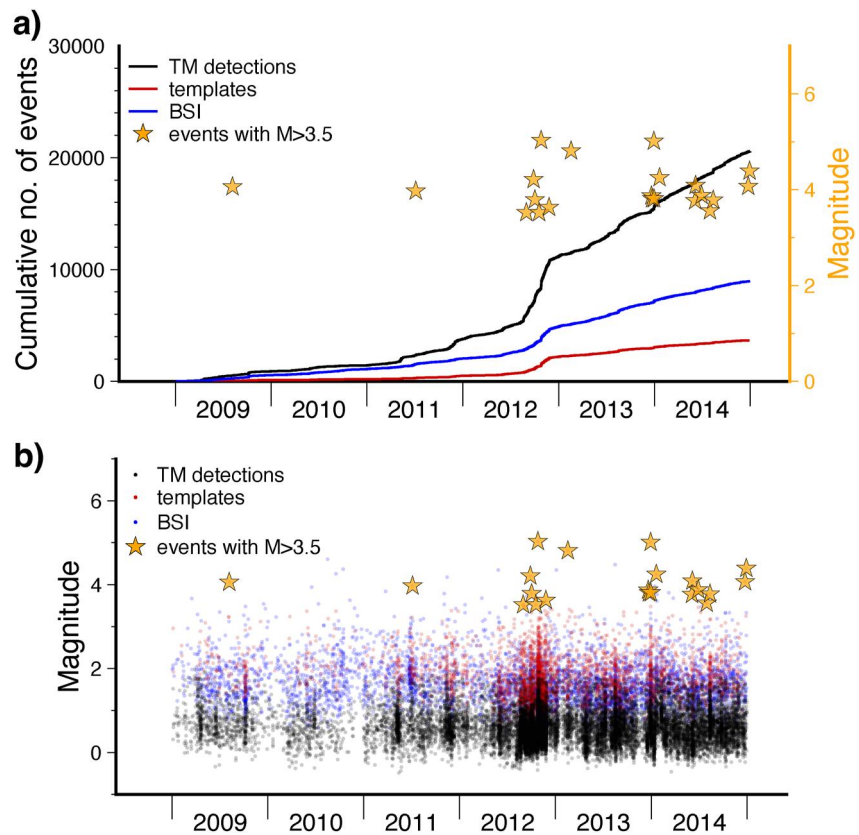 a)
30000
20000
10000
0
Cumulative no. of events
TM detections
templates
BSI
events with M>3.5
6
4
2
0
Magnitude
2009 2010 2011 2012 2013 2014
b)
6
4
2
0
Magnitude
TM detections
templates
BSI
events with M>3.5
2009 2010 2011 2012 2013 2014